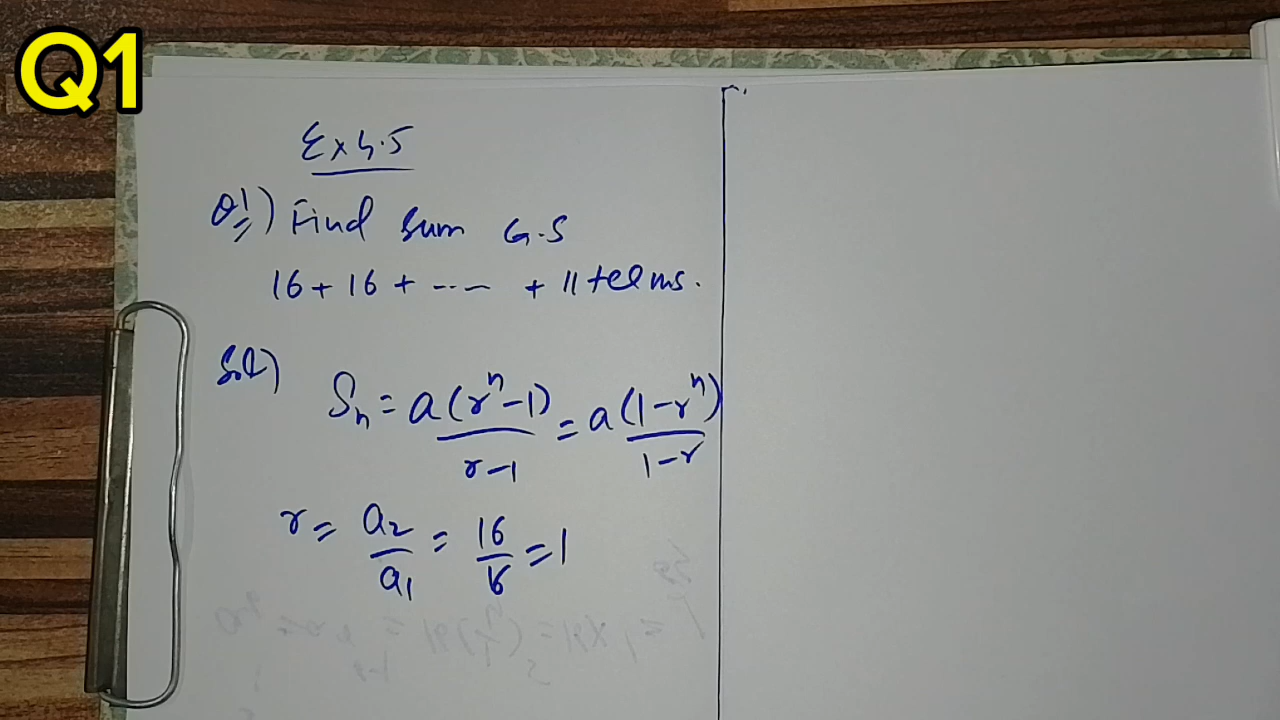 Q1
Ex 4.5
Q1) Find Sum G.S
16 + 16 + ---- + 11 terms.
Sol)
Sn = a(r^n-1)/r-1 = a(1-r^n)/1-r
r = a2/a1 = 16/16 = 1